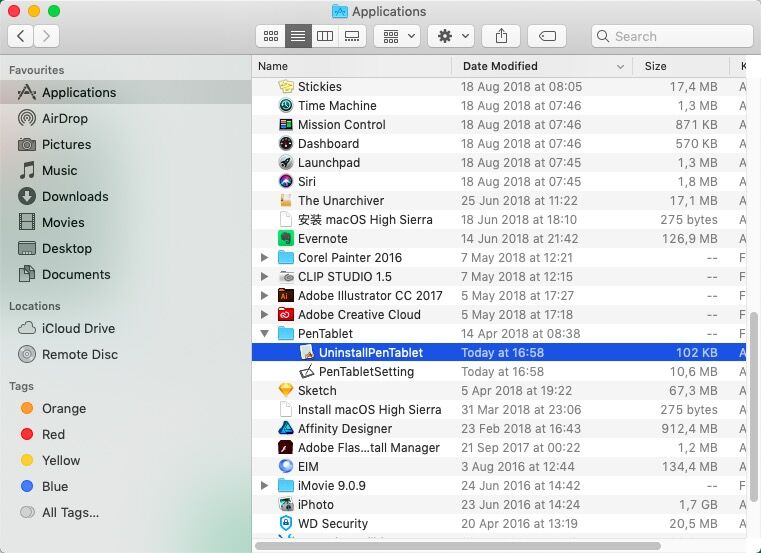 Applications
Search
Favourites
Applications
AirDrop
Pictures
Music
Downloads
Movies
Desktop
Documents
Locations
iCloud Drive
Remote Disc
Tags
Orange
Red
Yellow
Blue
All Tags...
Name Date Modified Size K
Stickies 18 Aug 2018 at 08:05 17,4 MB A
Time Machine 18 Aug 2018 at 07:46 1,3 MB A
Mission Control 18 Aug 2018 at 07:46 871 KB A
Dashboard 18 Aug 2018 at 07:46 570 KB A
Launchpad 18 Aug 2018 at 07:45 1,3 MB A
Siri 18 Aug 2018 at 07:45 1,8 MB A
The Unarchiver 25 Jun 2018 at 11:22 17,1 MB A
安装 macOS High Sierra 18 Jun 2018 at 18:10 275 bytes A
Evernote 14 Jun 2018 at 21:42 126,9 MB A
Corel Painter 2016 7 May 2018 at 12:21 -- F
CLIP STUDIO 1.5 7 May 2018 at 12:15 -- F
Adobe Illustrator CC 2017 5 May 2018 at 17:27 -- F
Adobe Creative Cloud 5 May 2018 at 17:18 -- F
PenTablet 14 Apr 2018 at 08:38 -- F
UninstallPenTablet Today at 16:58 102 KB A
PenTabletSetting Today at 16:58 10,6 MB A
Sketch 5 Apr 2018 at 19:22 67,3 MB A
Install macOS High Sierra 31 Mar 2018 at 23:06 275 bytes A
Affinity Designer 23 Feb 2018 at 16:43 912,4 MB A
Adobe Flas...tall Manager 21 Sep 2017 at 00:22 1,2 MB A
EIM 3 Aug 2016 at 12:44 134,4 MB A
iMovie 9.0.9 24 Jun 2016 at 14:42 -- F
iPhoto 23 Jun 2016 at 14:24 1,7 GB A
WD Security 20 Apr 2016 at 13:19 20,5 MB A